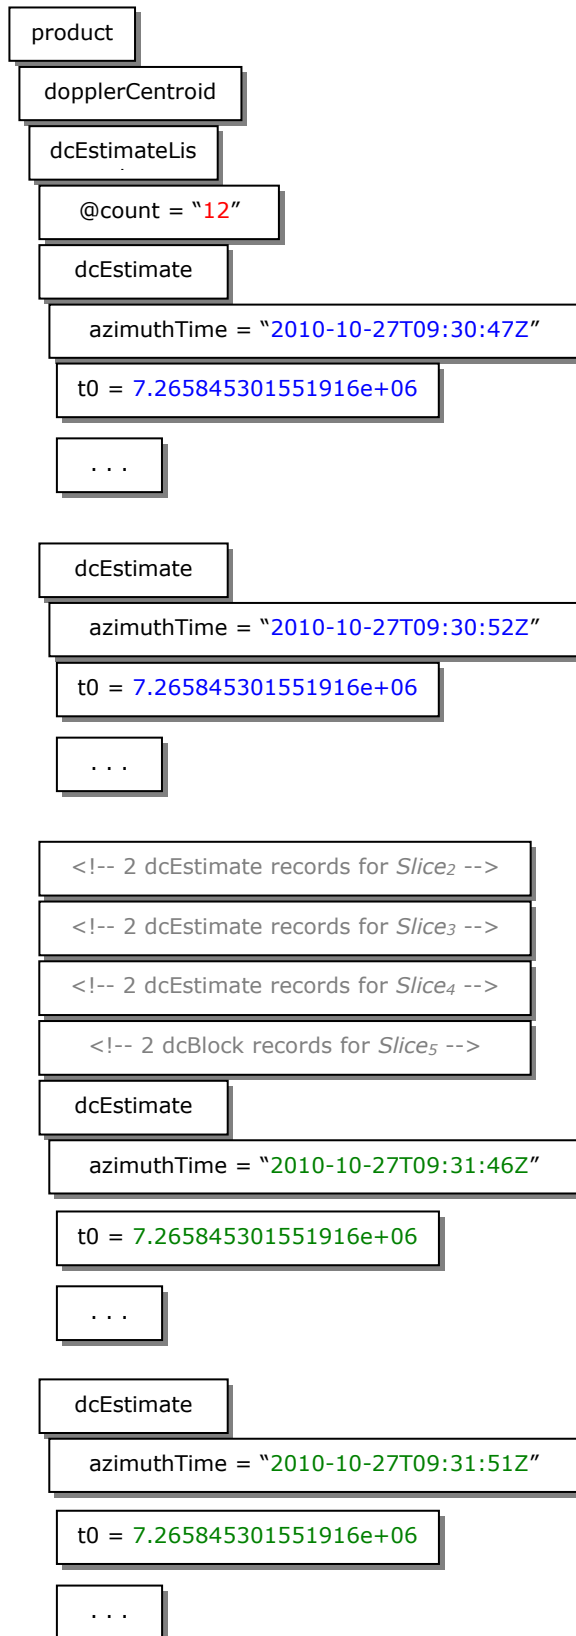 product
dopplerCentroid
dcEstimateLis
@count = “12”
dcEstimate
azimuthTime = “2010-10-27T09:30:47Z”
t0 = 7.265845301551916e+06
. . .
dcEstimate
azimuthTime = “2010-10-27T09:30:52Z”
t0 = 7.265845301551916e+06
. . .
<!-- 2 dcEstimate records for Slice2 -->
<!-- 2 dcEstimate records for Slice3 -->
<!-- 2 dcEstimate records for Slice4 -->
<!-- 2 dcBlock records for Slice5 -->
dcEstimate
azimuthTime = “2010-10-27T09:31:46Z”
t0 = 7.265845301551916e+06
. . .
dcEstimate
azimuthTime = “2010-10-27T09:31:51Z”
t0 = 7.265845301551916e+06
. . .